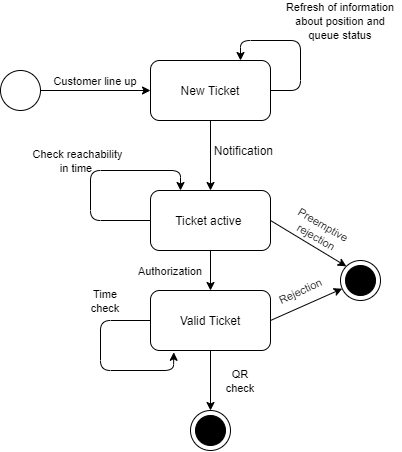 Refresh of information
about position and
queue status
Customer line up
New Ticket
Notification
Check reachability
in time
Ticket active
Preemptive
rejection
Authorization
Time
check
Valid Ticket
Rejection
QR
check